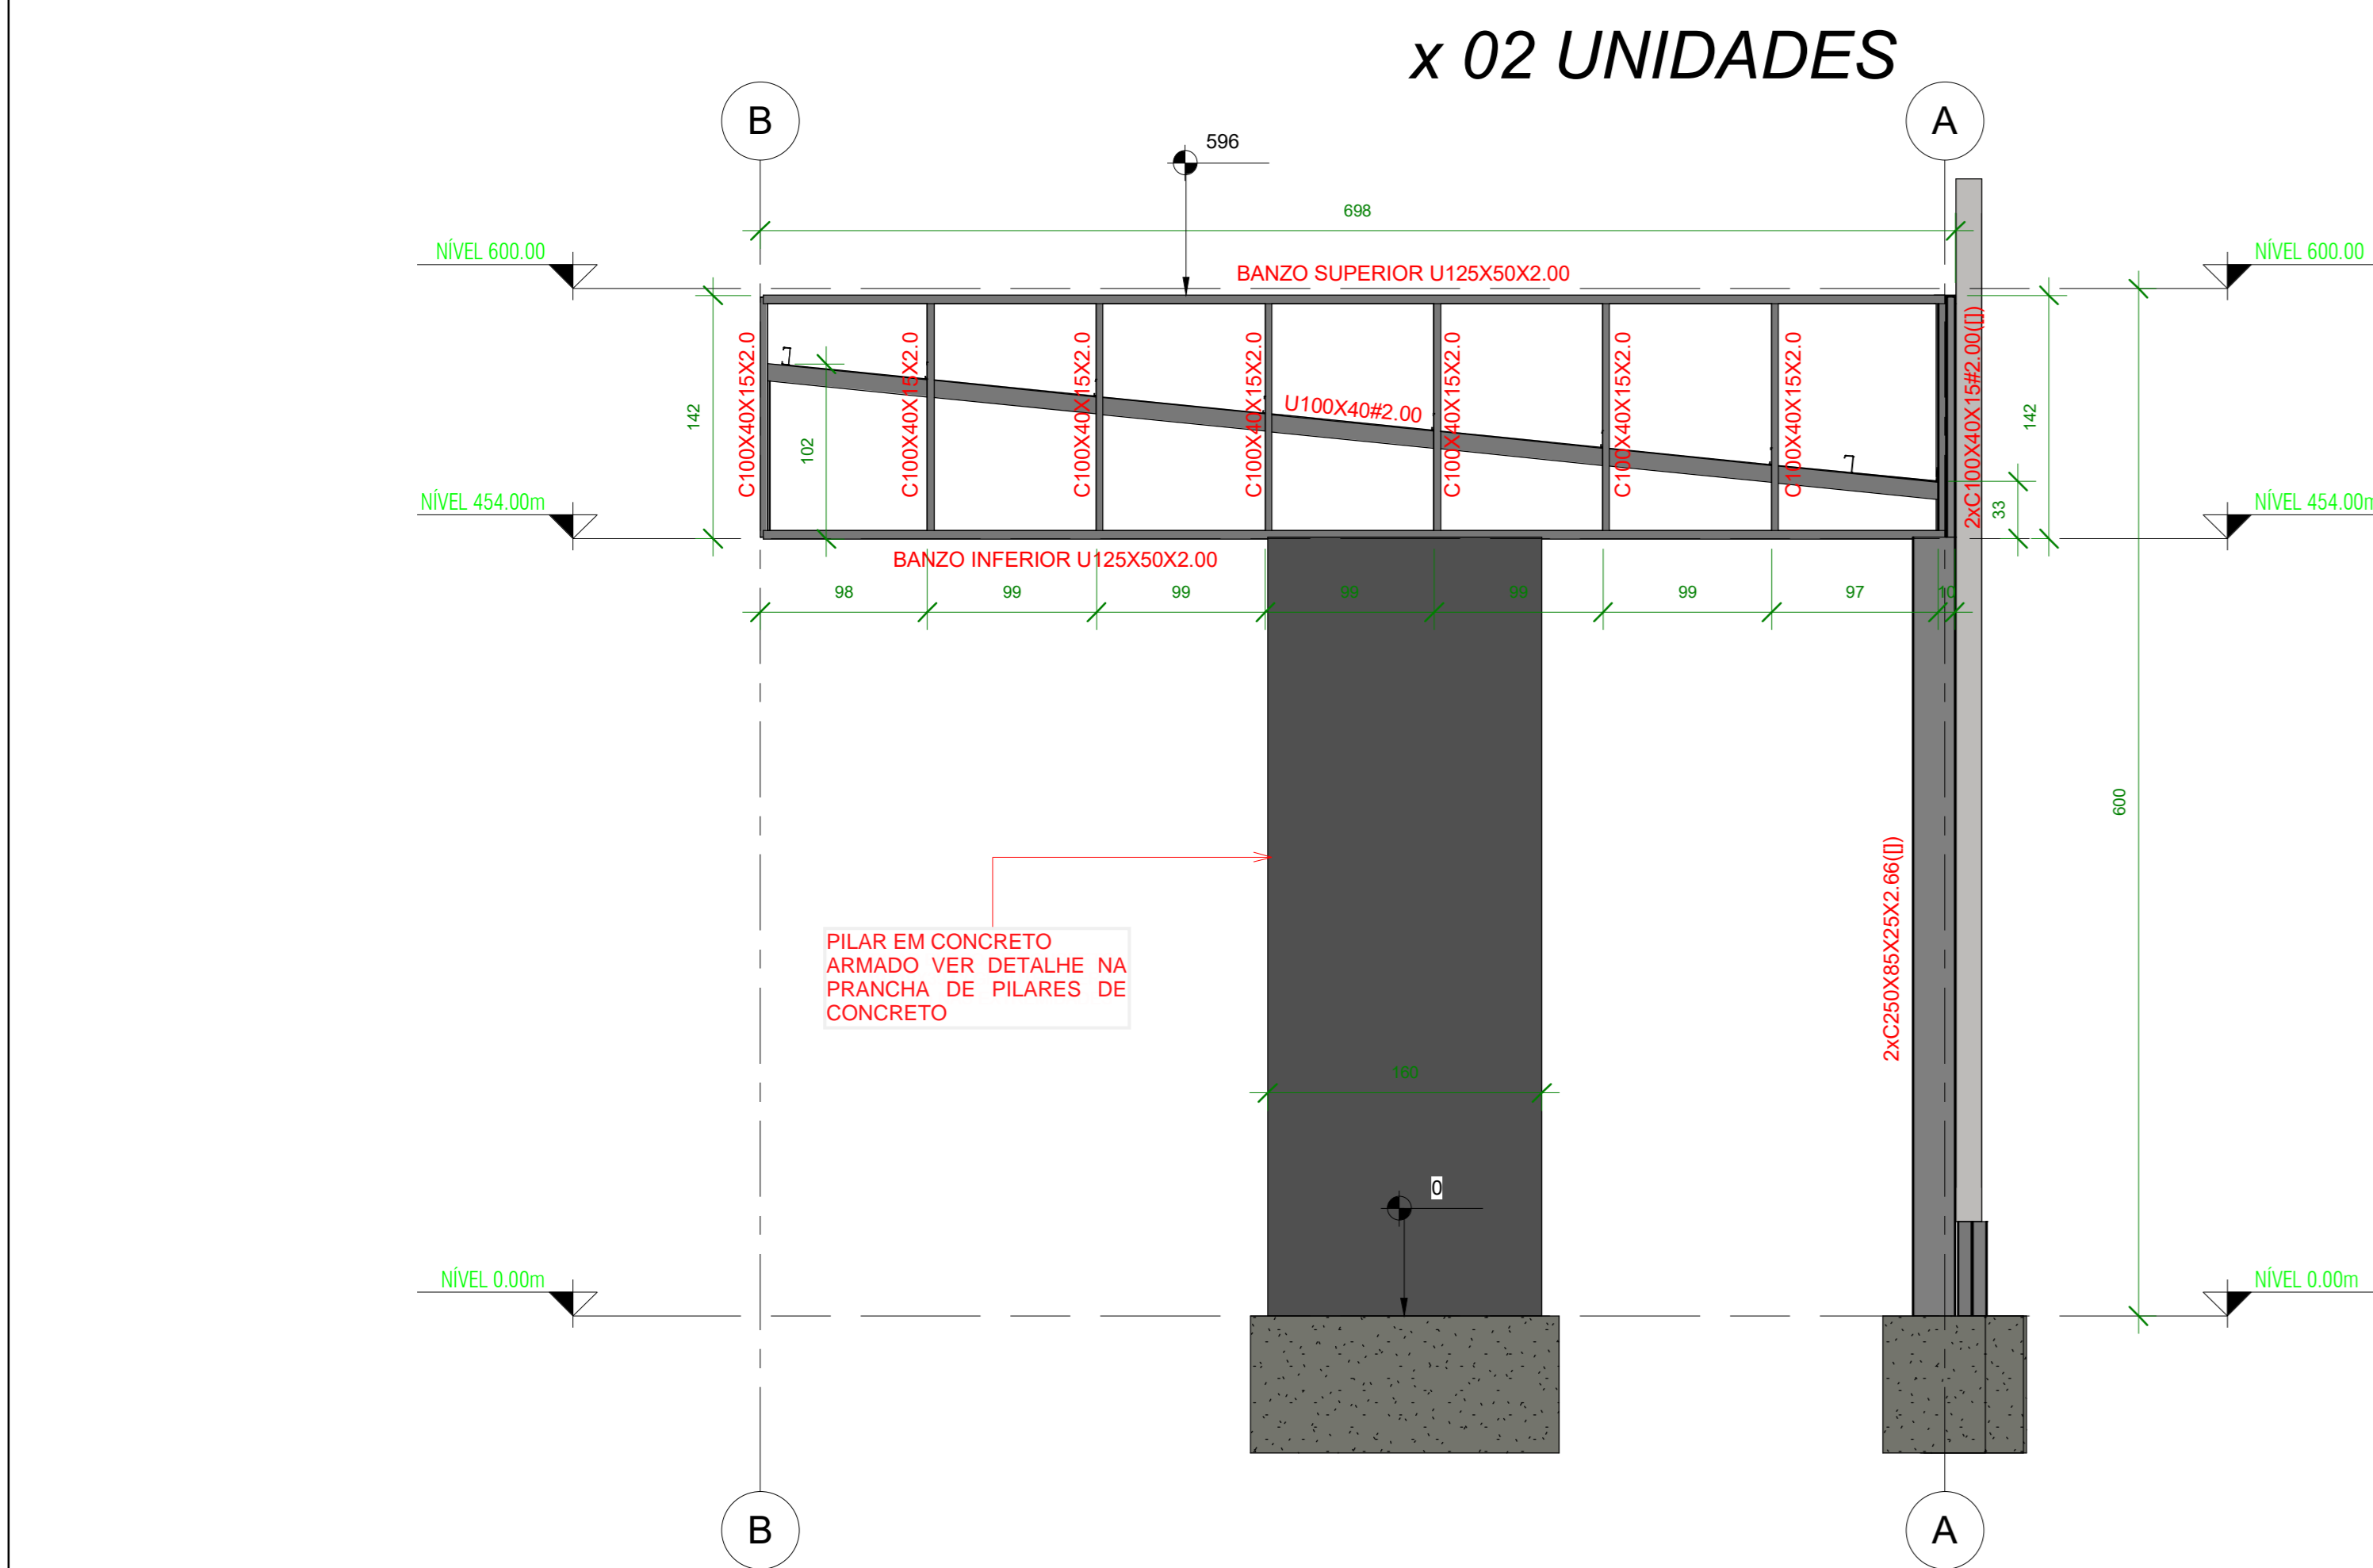 x 02 UNIDADES
B
A
596
698
NÍVEL 600.00
NÍVEL 600.00
BANZO SUPERIOR U125X50X2.00
C100X40X15X2.0
C100X40X15X2.0
C100X40X15X2.0
C100X40X15X2.0
C100X40X15X2.0
C100X40X15X2.0
C100X40X15X2.0
2xC100X40X15#2.00([])
U100X40#2.00
142
102
142
33
NÍVEL 454.00m
NÍVEL 454.00m
BANZO INFERIOR U125X50X2.00
98
99
99
99
99
99
97
10
600
2xC250X85X25X2.66([])
PILAR EM CONCRETO
ARMADO VER DETALHE NA
PRANCHA DE PILARES DE
CONCRETO
160
0
NÍVEL 0.00m
NÍVEL 0.00m
B
A